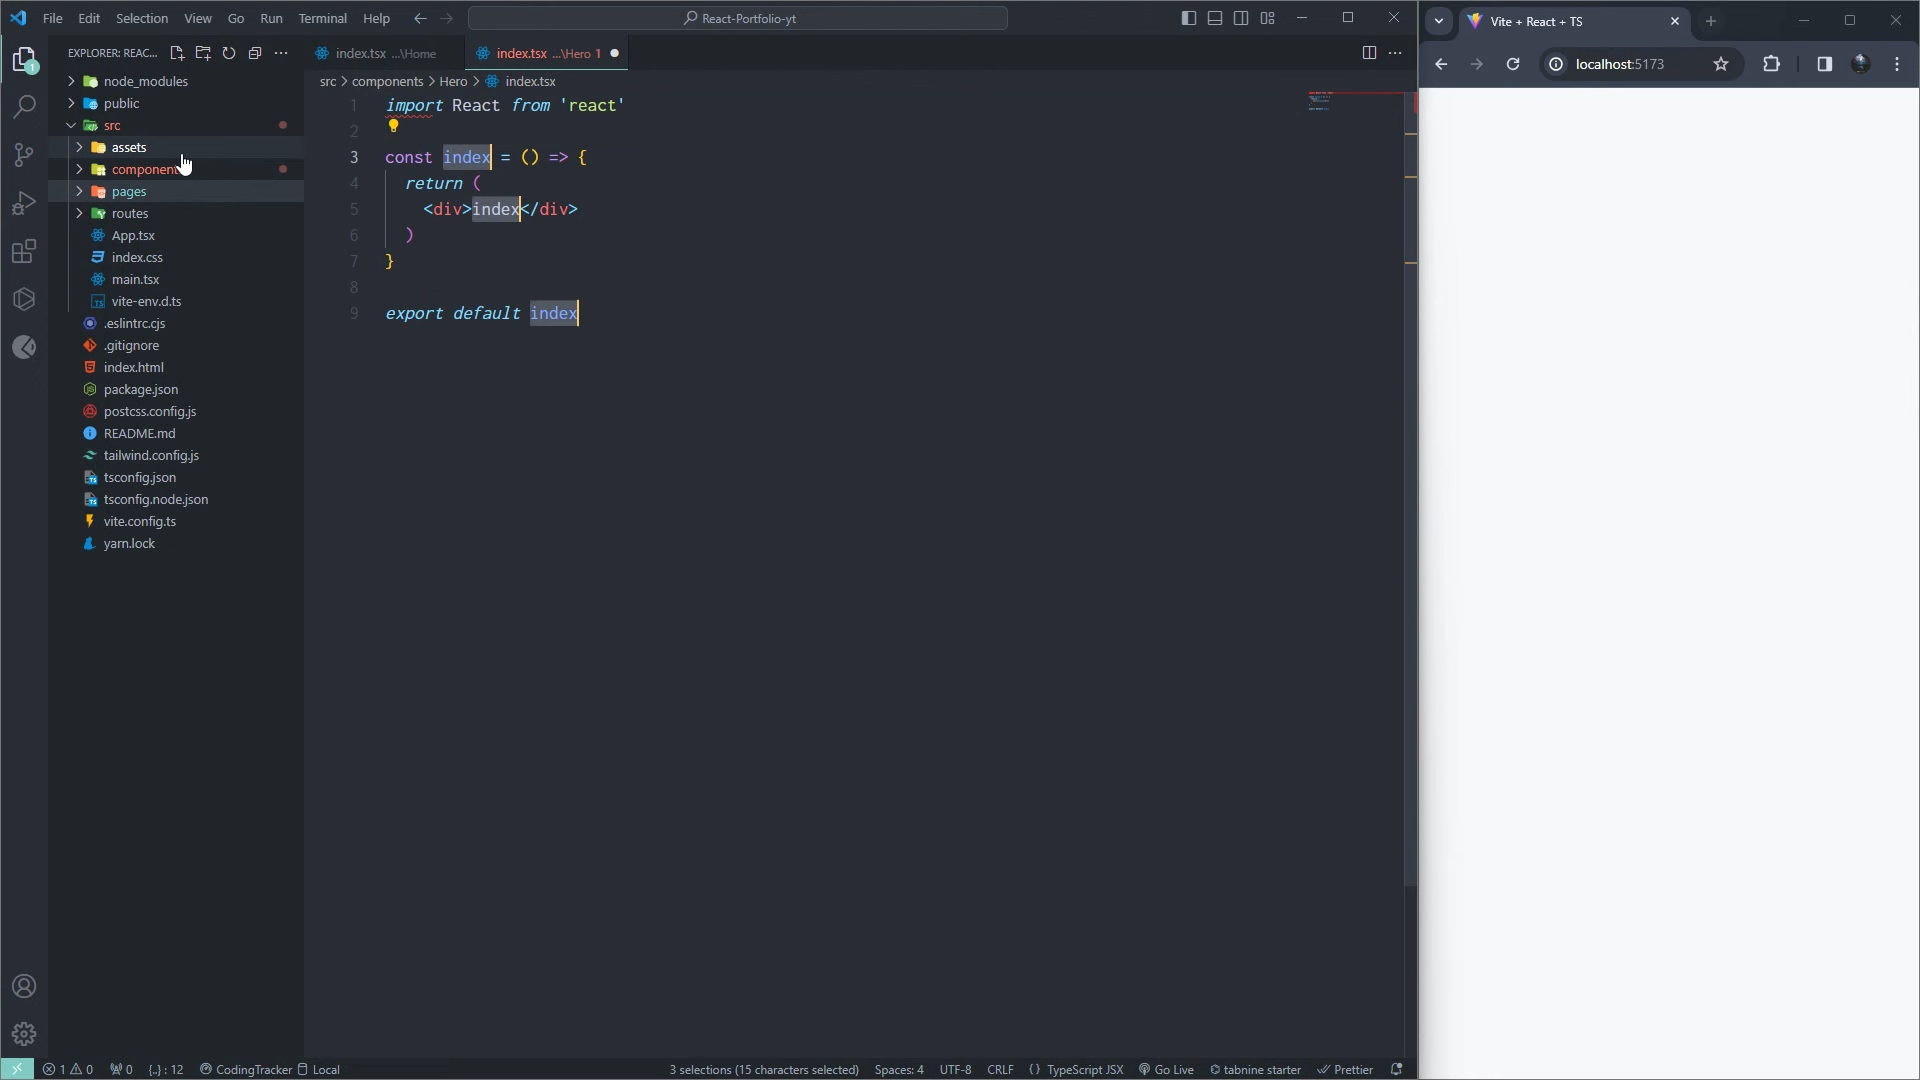 File Edit Selection View Go Run Terminal Help
React-Portfolio-yt
Vite + React + TS
EXPLORER: REAC...
index.tsx ...\Home
index.tsx ...\Hero 1
localhost:5173
src > components > Hero > index.tsx
node_modules
public
src
assets
component
pages
routes
App.tsx
index.css
main.tsx
TS vite-env.d.ts
.eslintrc.cjs
.gitignore
index.html
package.json
postcss.config.js
README.md
tailwind.config.js
tsconfig.json
tsconfig.node.json
vite.config.ts
yarn.lock
1 import React from 'react'
2
3 const index = () => {
4 return (
5 <div>index</div>
6 )
7 }
8
9 export default index
1 0 0 {..} : 12 CodingTracker Local
3 selections (15 characters selected) Spaces: 4 UTF-8 CRLF { } TypeScript JSX Go Live tabnine starter Prettier